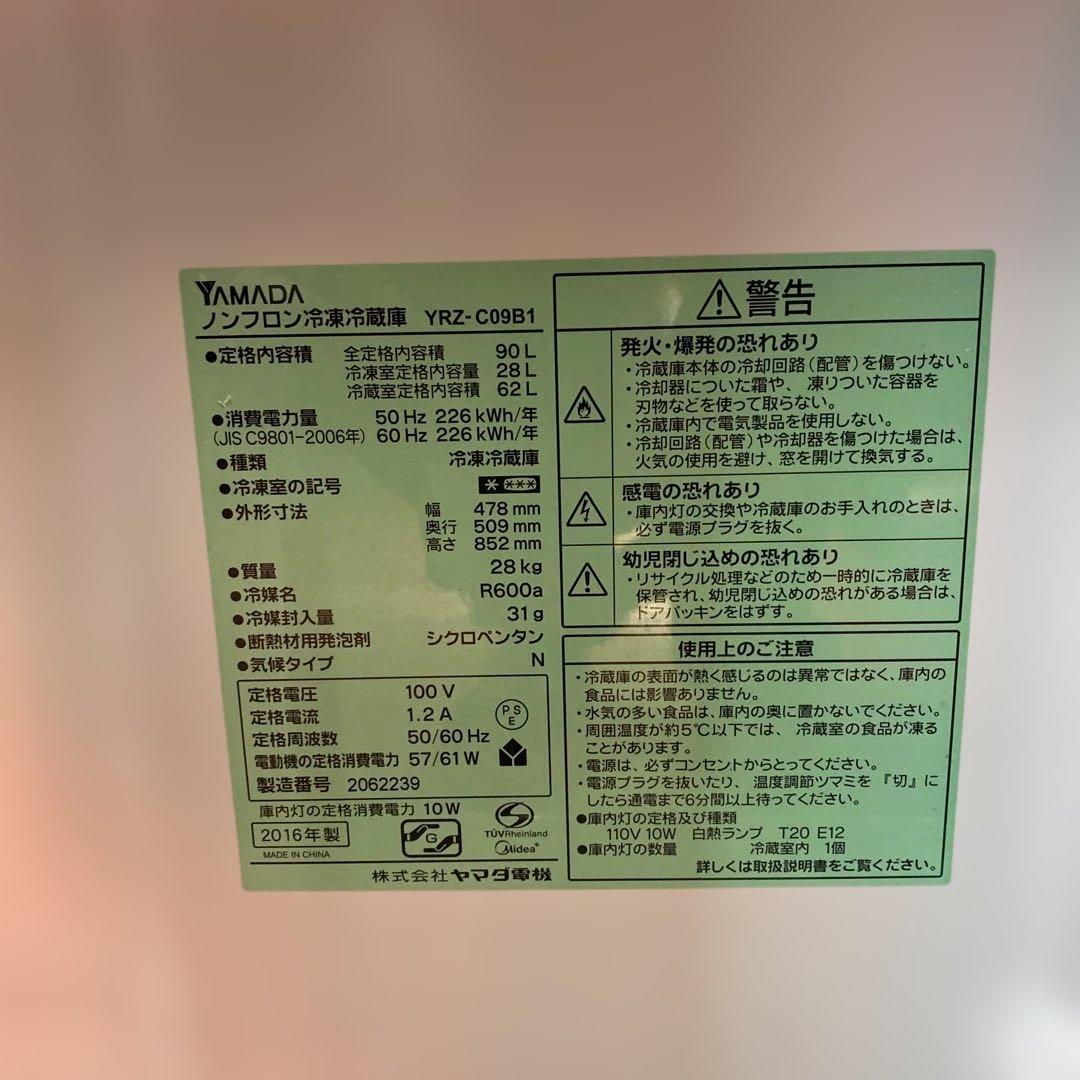 YAMADA
ノンフロン冷凍冷蔵庫 YRZ-C09B1
●定格内容積 全定格内容積 90 L
冷凍室定格内容量 28 L
冷蔵室定格内容積 62 L
●消費電力量 50 Hz 226 kWh/年
(JIS C9801-2006年) 60 Hz 226 kWh/年
●種類 冷凍冷蔵庫
●冷凍室の記号 * ***
●外形寸法 幅 478 mm
奥行 509 mm
高さ 852 mm
●質量 28 kg
●冷媒名 R600a
●冷媒封入量 31 g
●断熱材用発泡剤 シクロペンタン
●気候タイプ N
定格電圧 100 V
定格電流 1.2 A
定格周波数 50/60 Hz
電動機の定格消費電力 57/61 W
製造番号 2062239
PS
E
庫内灯の定格消費電力 10 W
2016年製
MADE IN CHINA
G
TÜVRheinland
Midea
株式会社ヤマダ電機
⚠警告
発火・爆発の恐れあり
・冷蔵庫本体の冷却回路(配管)を傷つけない。
・冷却器についた霜や、凍りついた容器を
刃物などを使って取らない。
・冷蔵庫内で電気製品を使用しない。
・冷却回路(配管)や冷却器を傷つけた場合は、
火気の使用を避け、窓を開けて換気する。
感電の恐れあり
・庫内灯の交換や冷蔵庫のお手入れのときは、
必ず電源プラグを抜く。
幼児閉じ込めの恐れあり
・リサイクル処理などのため一時的に冷蔵庫を
保管され、幼児閉じ込めの恐れがある場合は、
ドアパッキンをはずす。
使用上のご注意
・冷蔵庫の表面が熱く感じるのは異常ではなく、庫内の
食品には影響ありません。
・水気の多い食品は、庫内の奥に置かないでください。
・周囲温度が約5℃以下では、冷蔵室の食品が凍る
ことがあります。
・電源は、必ずコンセントからとってください。
・電源プラグを抜いたり、温度調節ツマミを『切』に
したら通電まで6分間以上待ってください。
●庫内灯の定格及び種類
110V 10W 白熱ランプ T20 E12
●庫内灯の数量 冷蔵室内 1個
詳しくは取扱説明書をご覧ください。